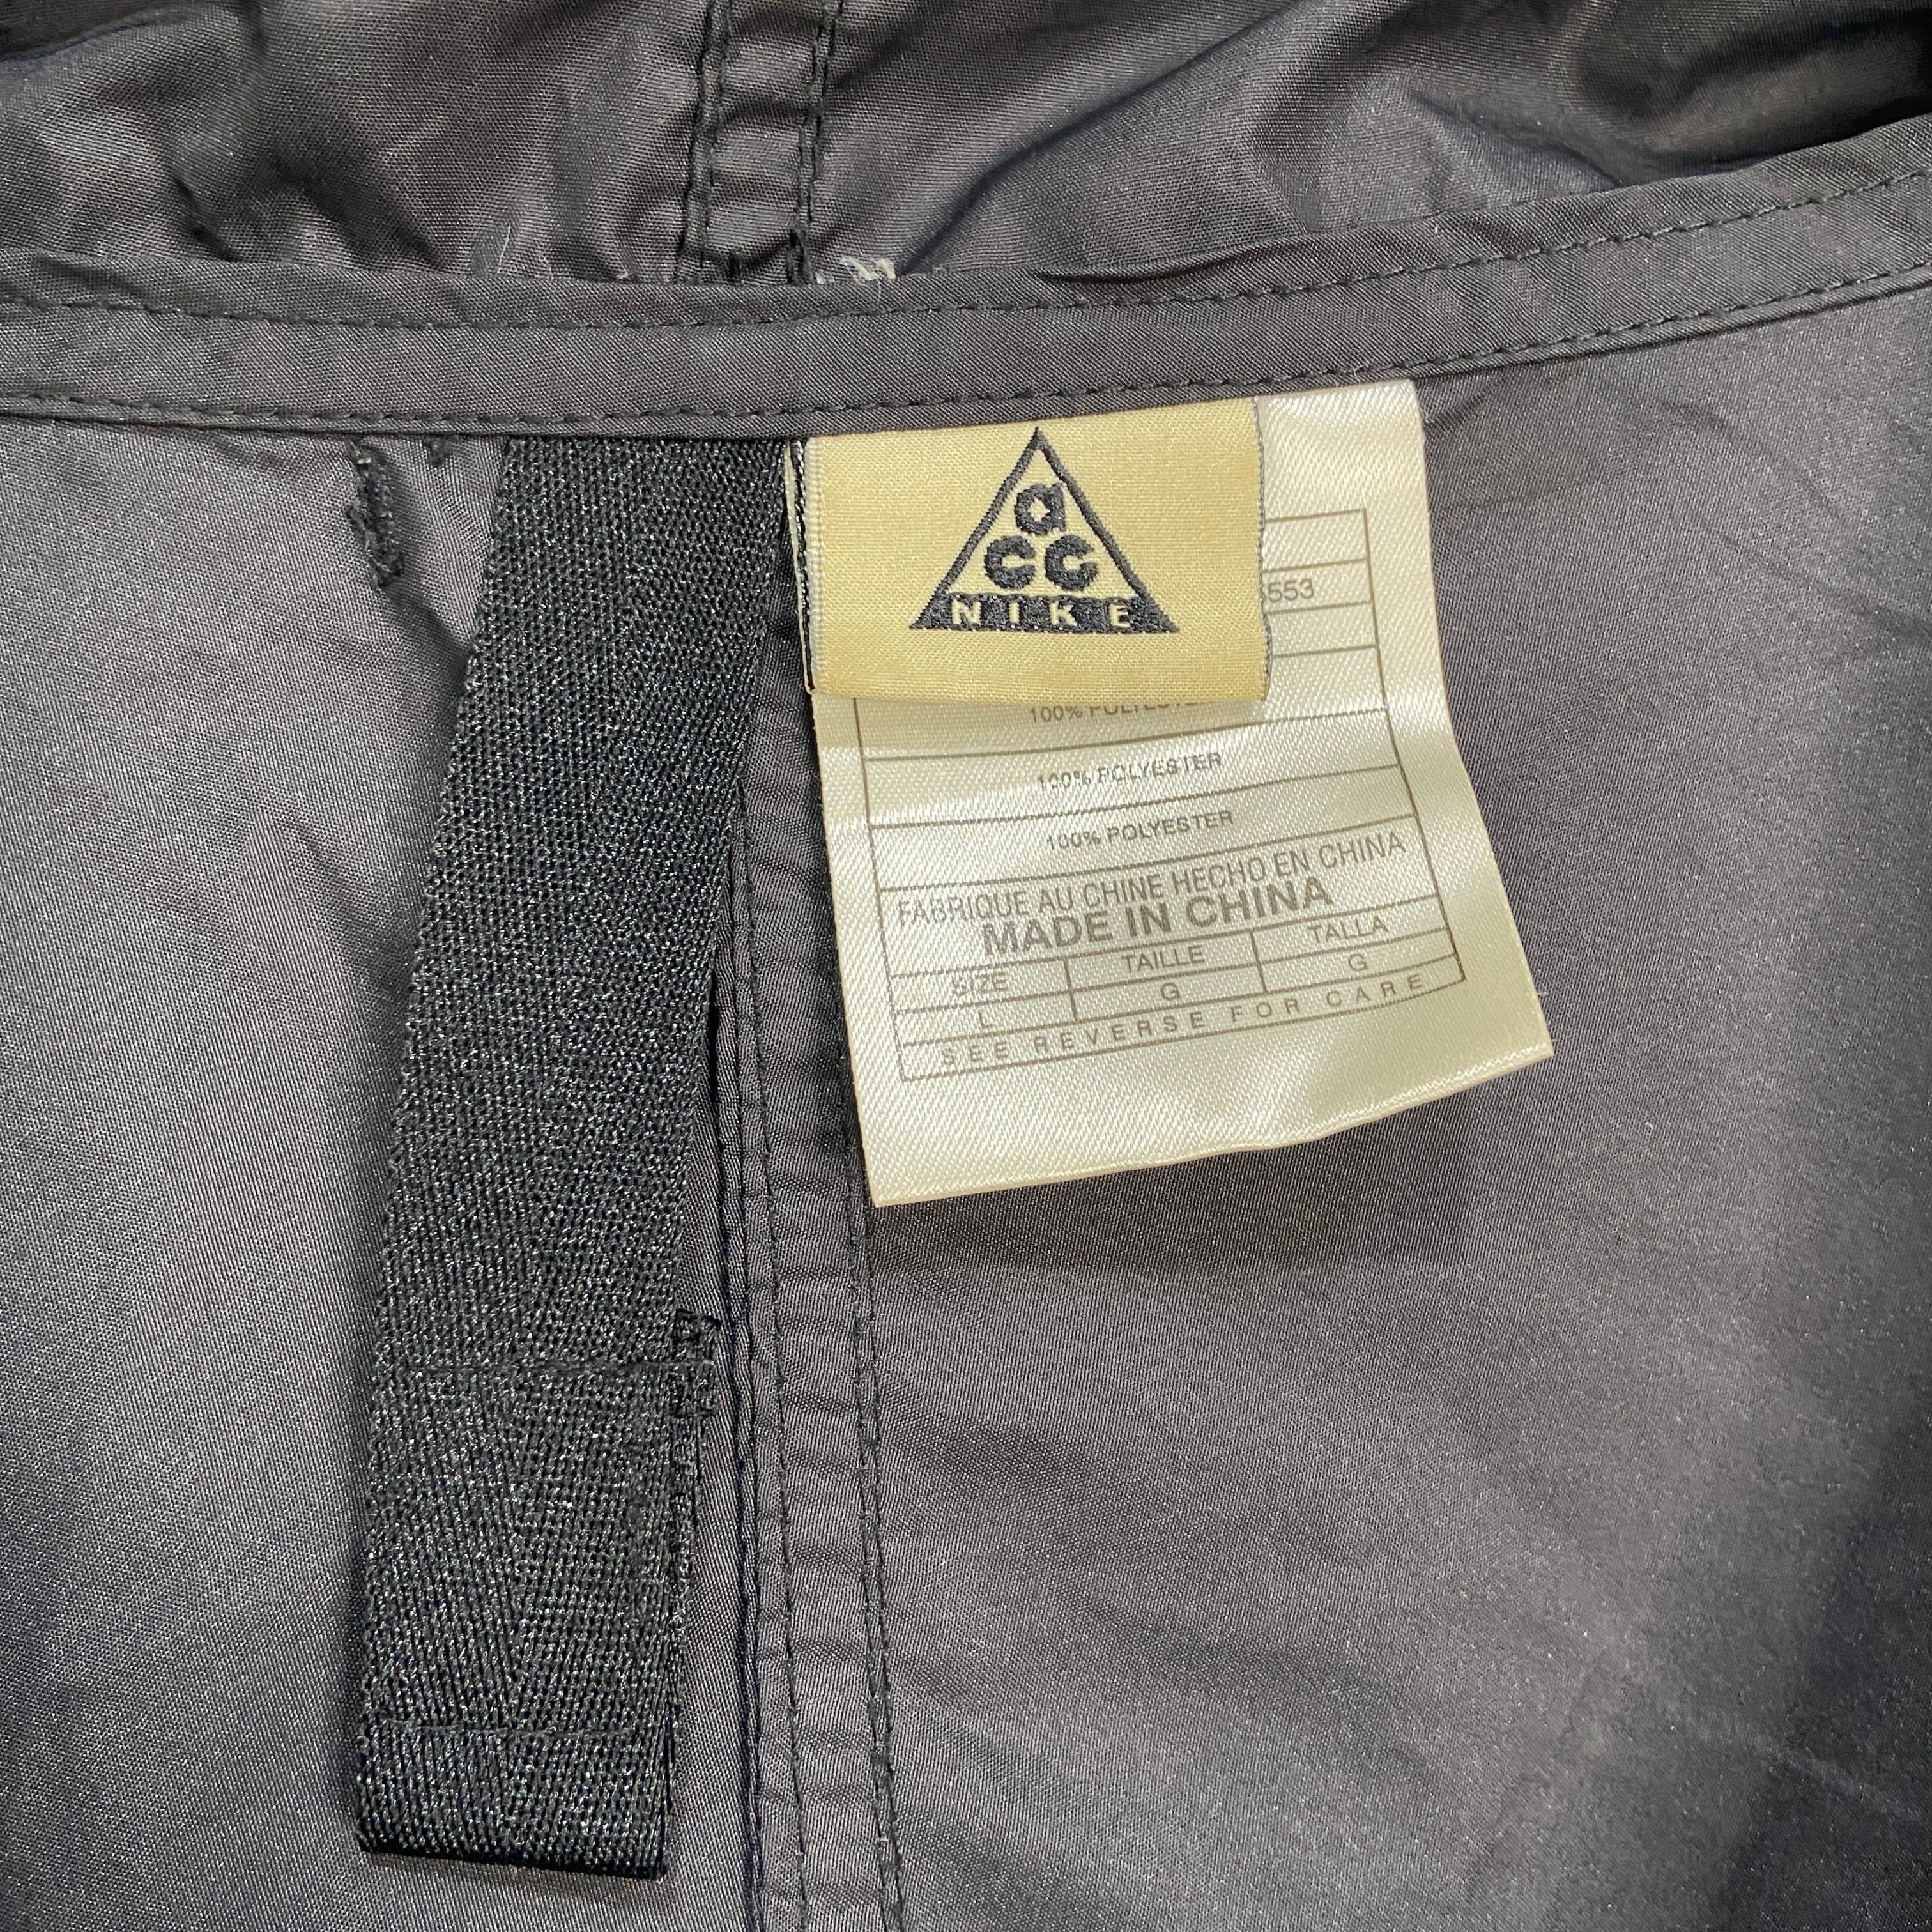 a
cc
NIKE
553
100% POLYESTER
100% POLYESTER
100% POLYESTER
FABRIQUE AU CHINE HECHO EN CHINA
MADE IN CHINA
SIZE TAILLE TALLA
L G G
SEE REVERSE FOR CARE